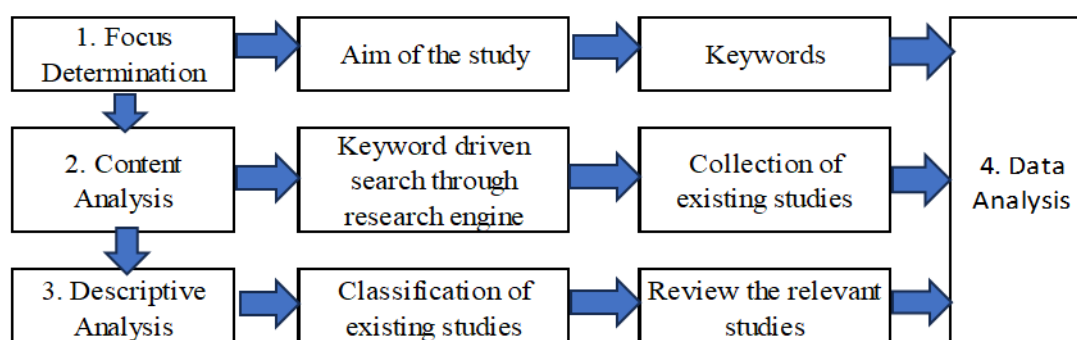 1. Focus
Determination
Aim of the study
Keywords
2. Content
Analysis
Keyword driven
search through
research engine
Collection of
existing studies
4. Data
Analysis
3. Descriptive
Analysis
Classification of
existing studies
Review the relevant
studies